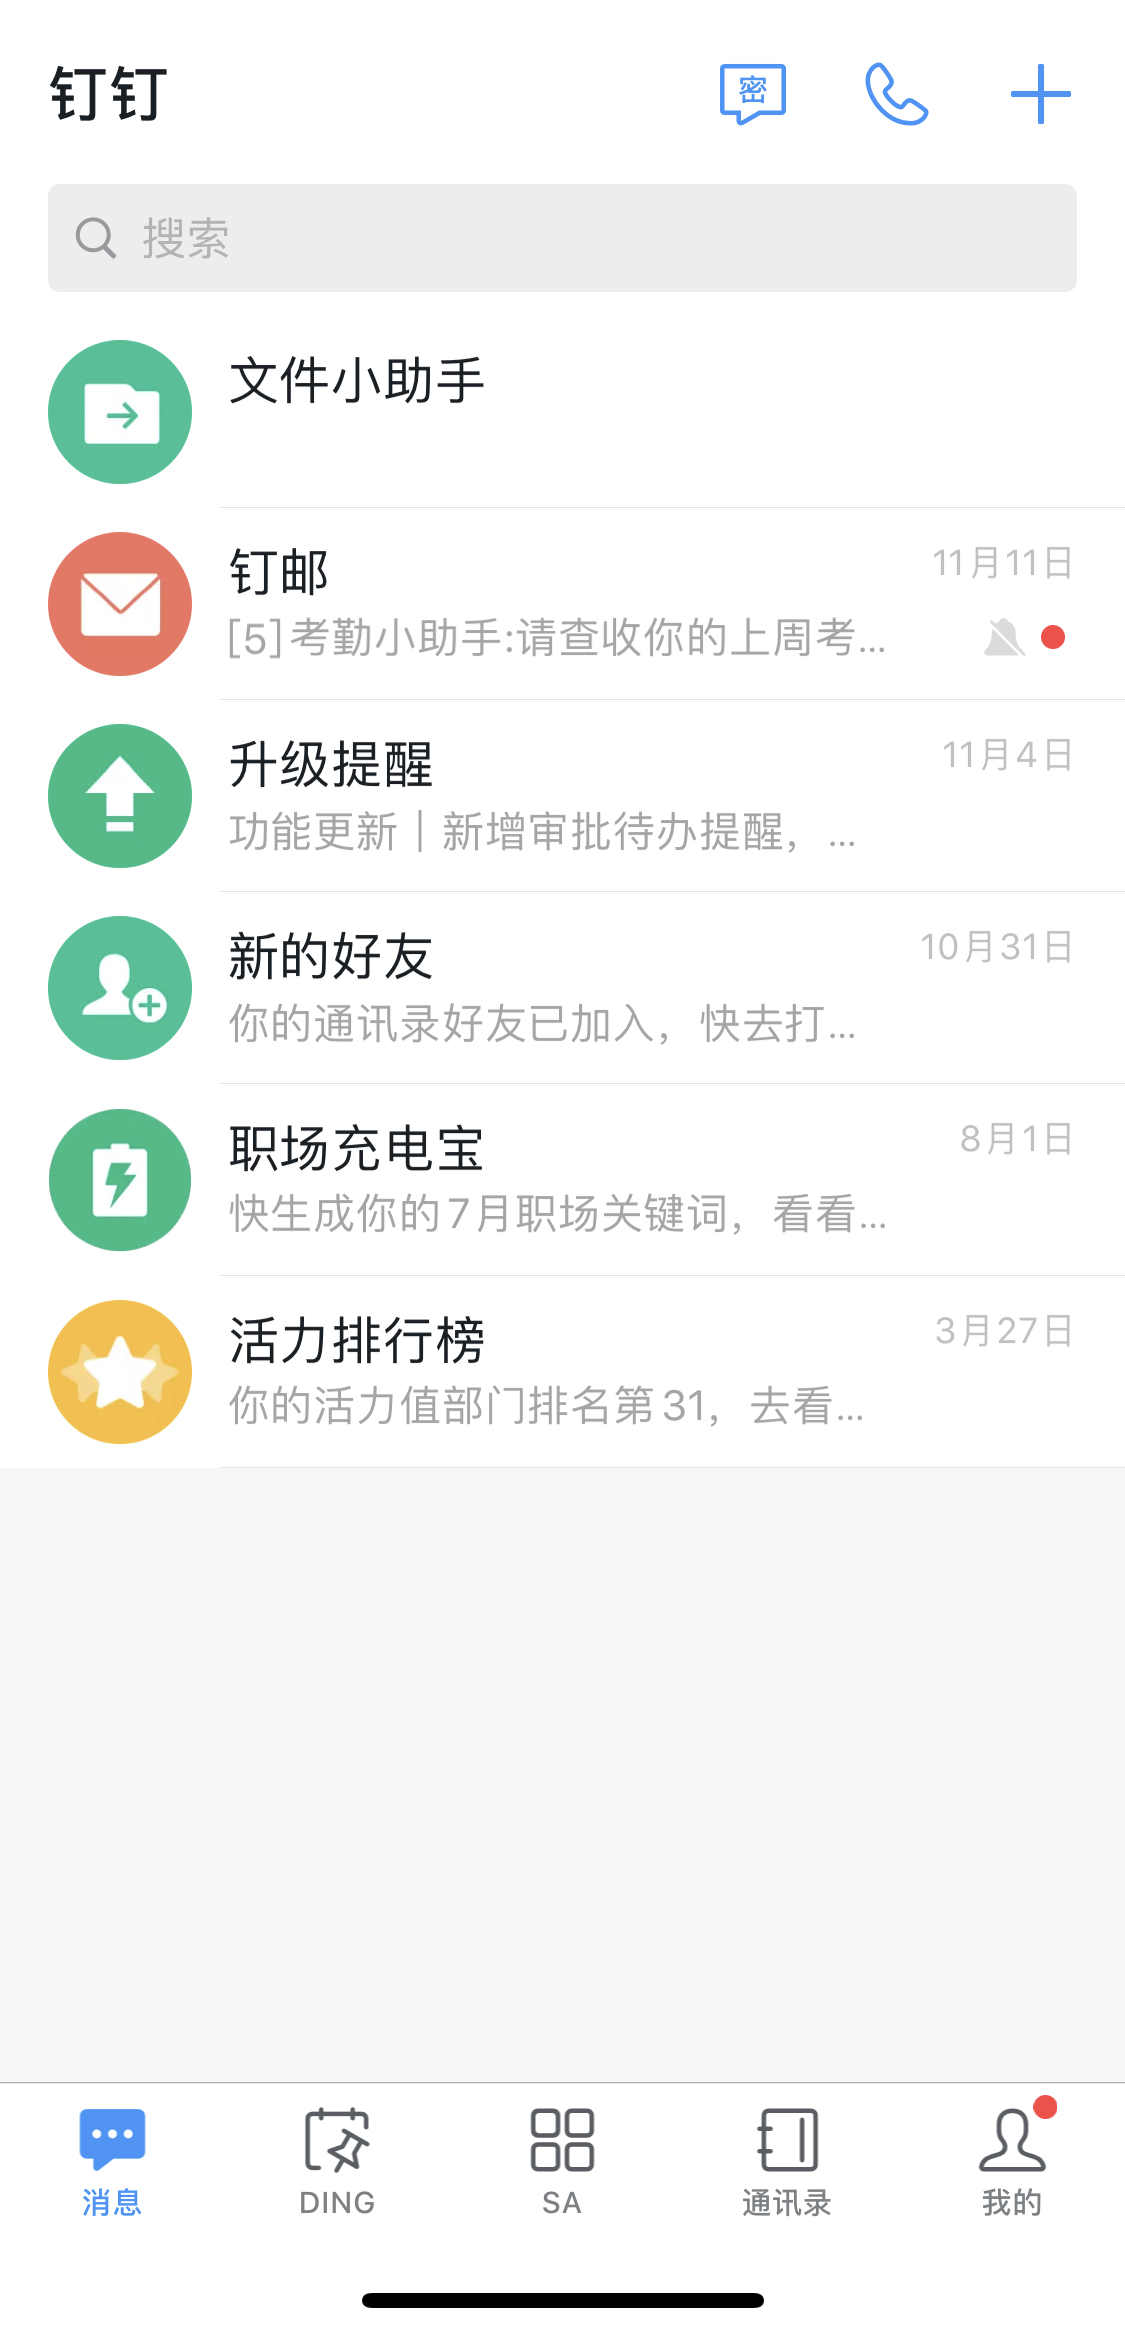 钉钉
密
搜索
文件小助手
钉邮
11月11日
[5]考勤小助手:请查收你的上周考...
升级提醒
11月4日
功能更新｜新增审批待办提醒，...
新的好友
10月31日
你的通讯录好友已加入，快去打...
职场充电宝
8月1日
快生成你的7月职场关键词，看看...
活力排行榜
3月27日
你的活力值部门排名第31，去看...
消息
DING
SA
通讯录
我的